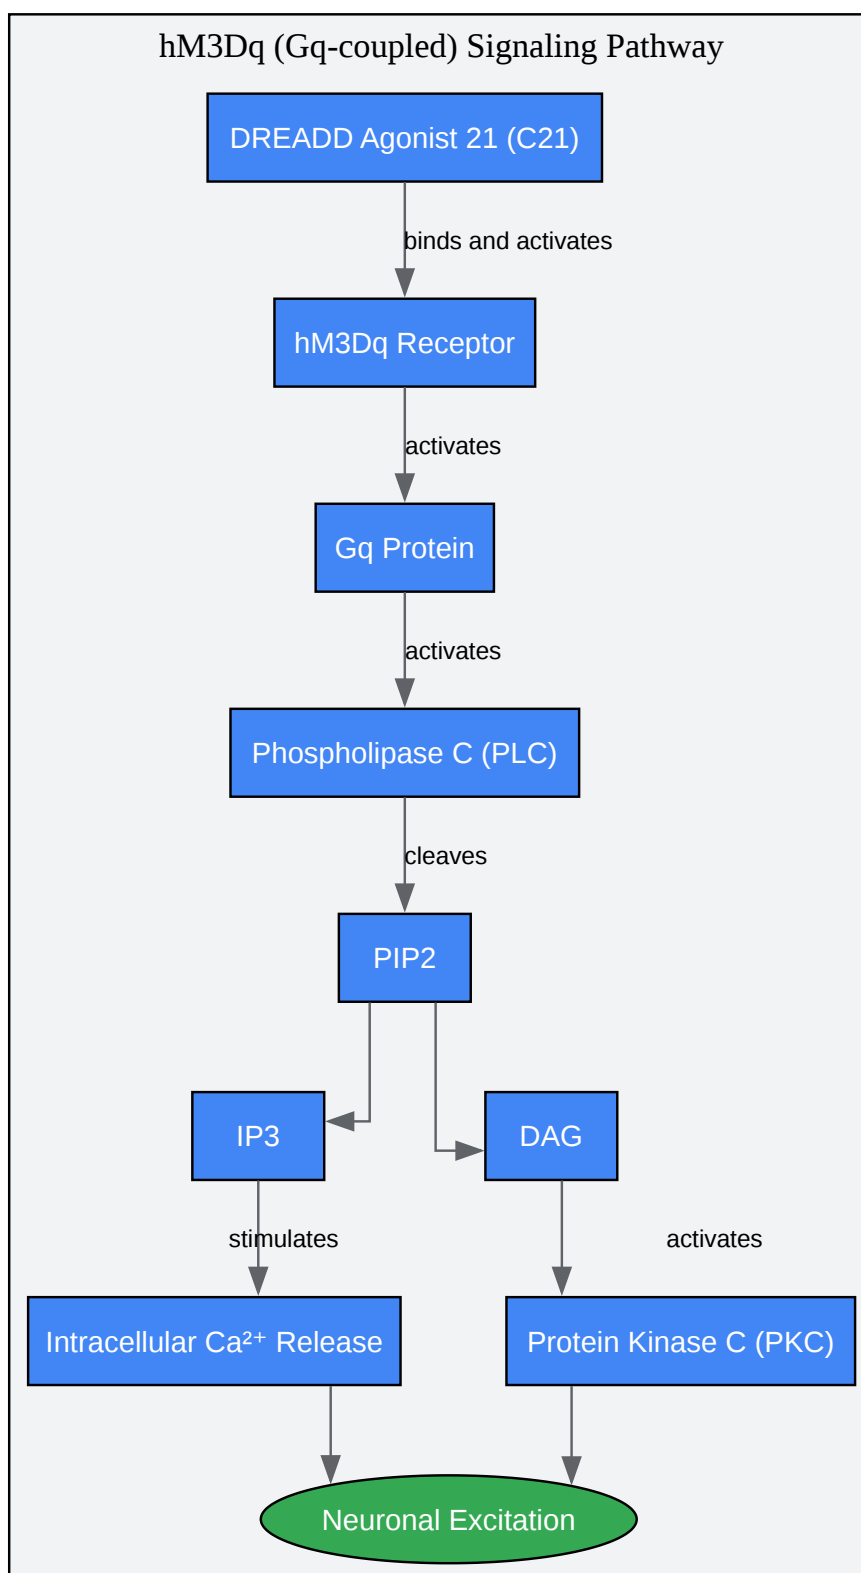 hM3Dq (Gq-coupled) Signaling Pathway
DREADD Agonist 21 (C21)
binds and activates
hM3Dq Receptor
activates
Gq Protein
activates
Phospholipase C (PLC)
cleaves
PIP2
IP3
DAG
stimulates
activates
Intracellular Ca²⁺ Release
Protein Kinase C (PKC)
Neuronal Excitation